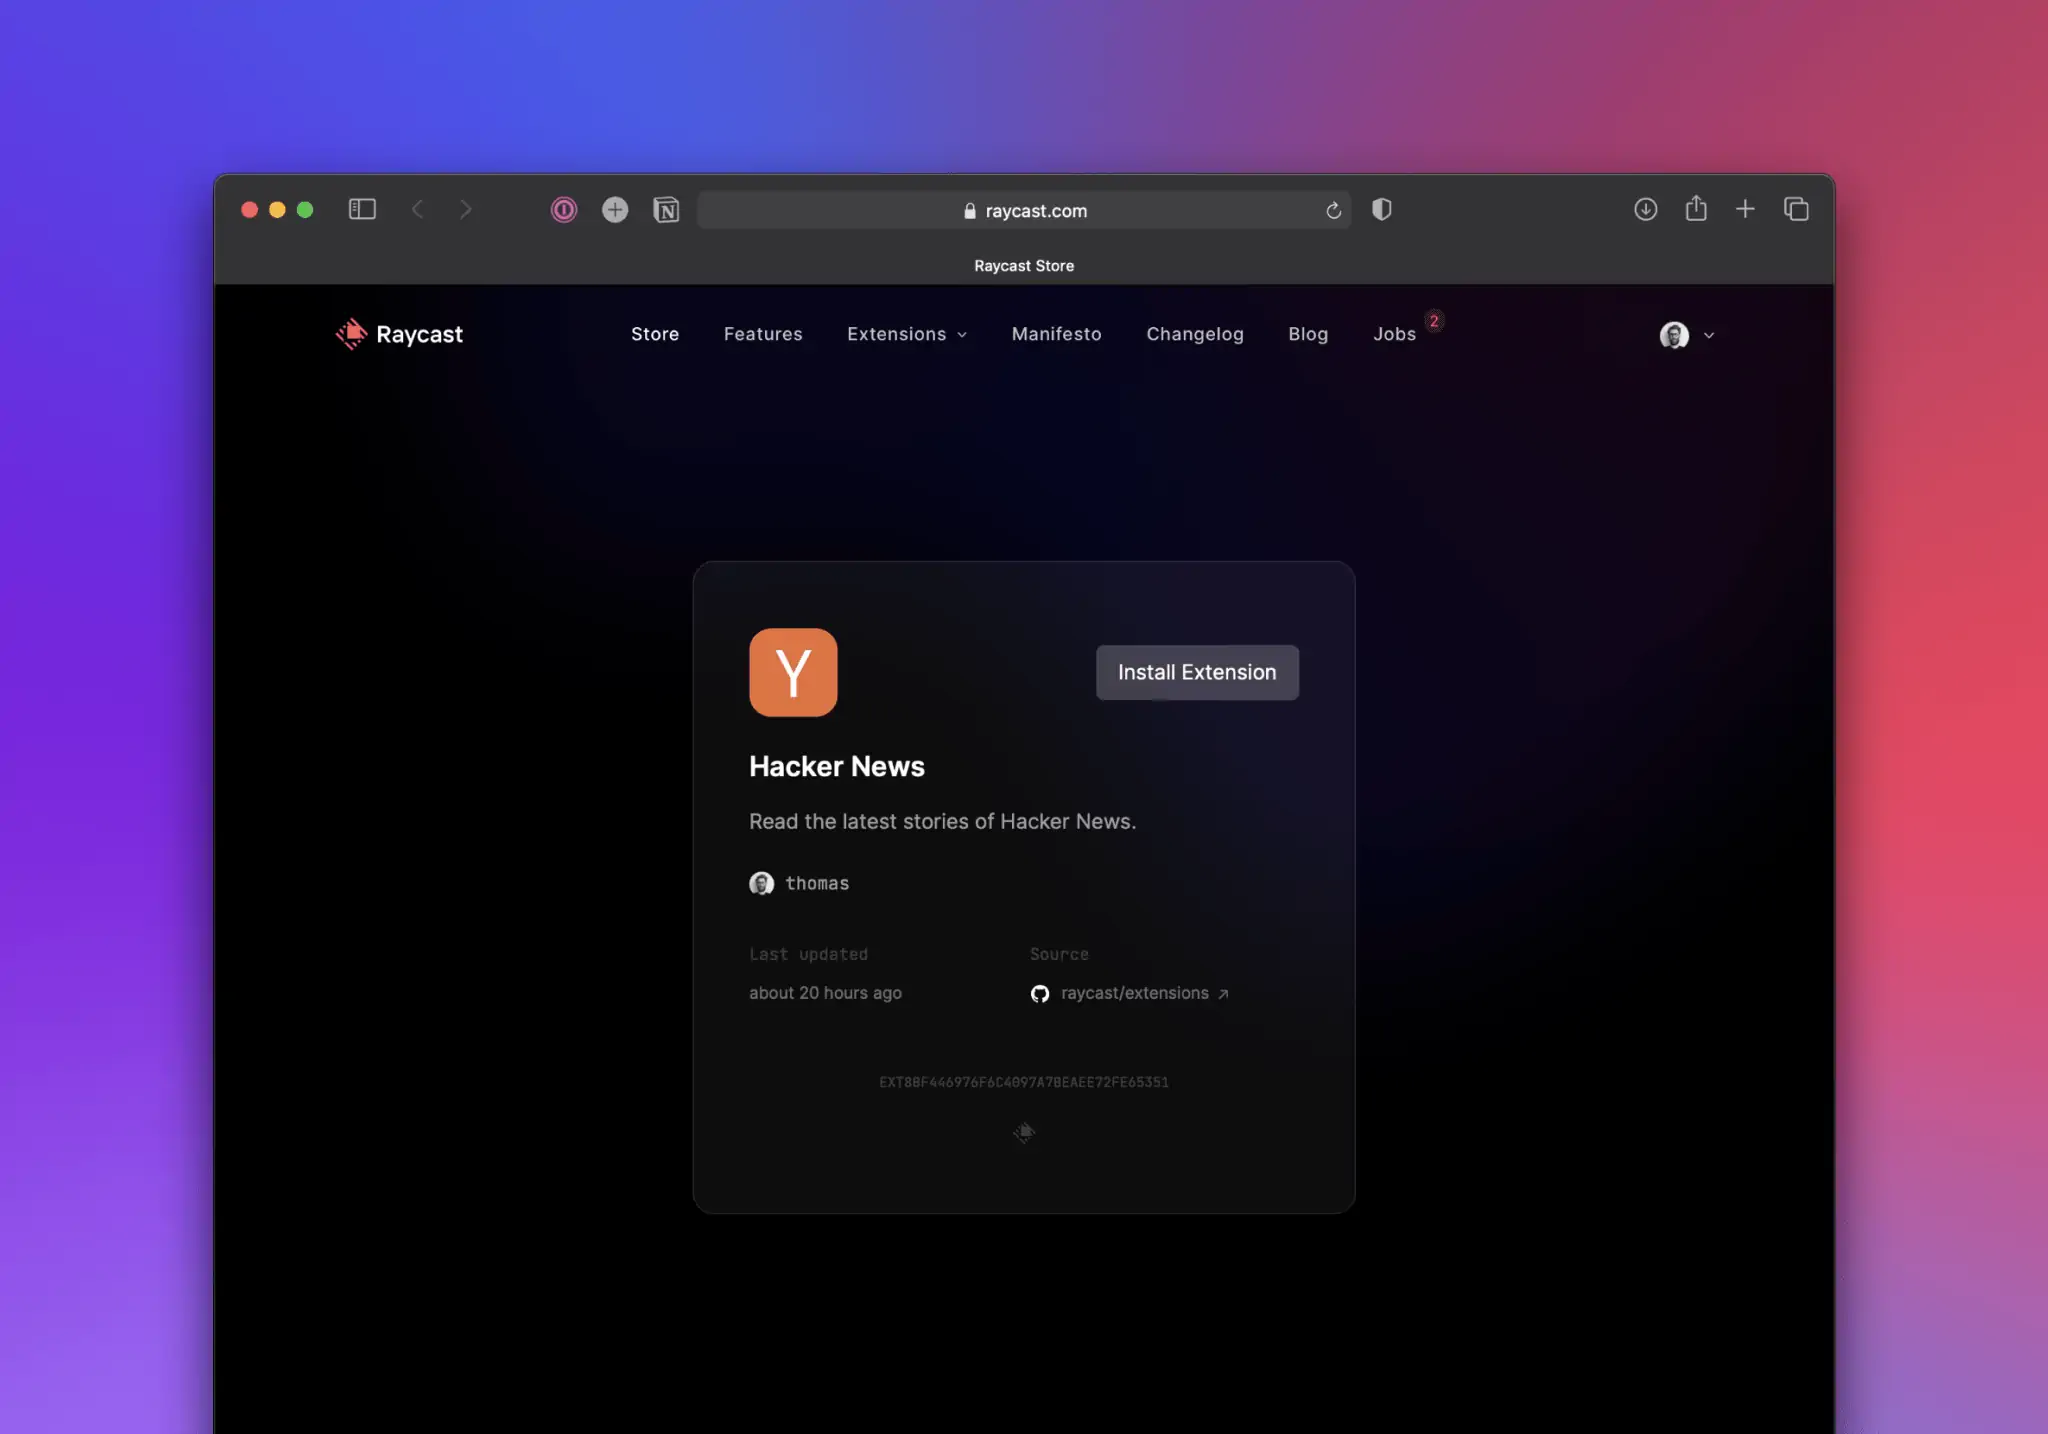 raycast.com
Raycast Store
Raycast
Store Features Extensions Manifesto Changelog Blog Jobs 2
Y
Install Extension
Hacker News
Read the latest stories of Hacker News.
thomas
Last updated Source
about 20 hours ago raycast/extensions ↗